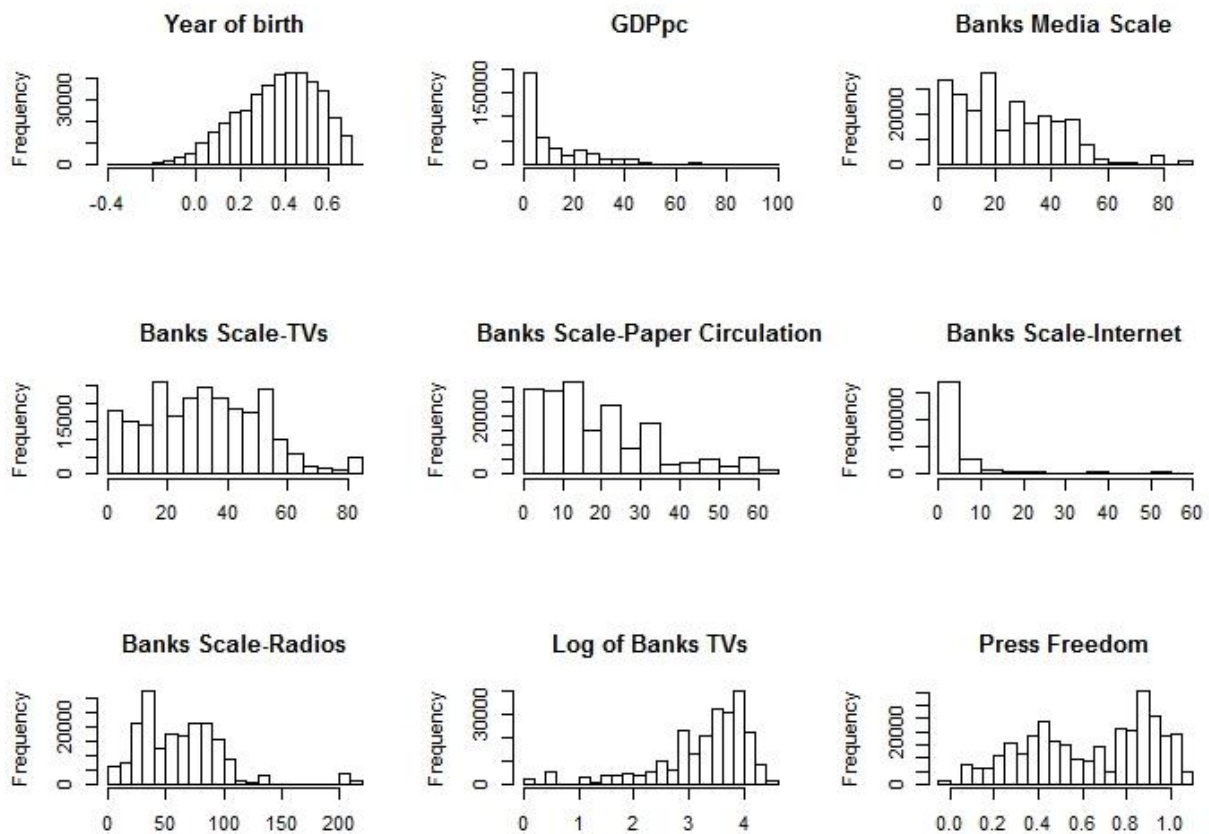 Year of birth
Frequency
0 30000
-0.4 0.0 0.2 0.4 0.6
GDPpc
Frequency
0 150000
0 20 40 60 80 100
Banks Media Scale
Frequency
0 20000
0 20 40 60 80
Banks Scale-TVs
Frequency
0 15000
0 20 40 60 80
Banks Scale-Paper Circulation
Frequency
0 20000
0 10 20 30 40 50 60
Banks Scale-Internet
Frequency
0 100000
0 10 20 30 40 50 60
Banks Scale-Radios
Frequency
0 20000
0 50 100 150 200
Log of Banks TVs
Frequency
0 30000
0 1 2 3 4
Press Freedom
Frequency
0 20000
0.0 0.2 0.4 0.6 0.8 1.0